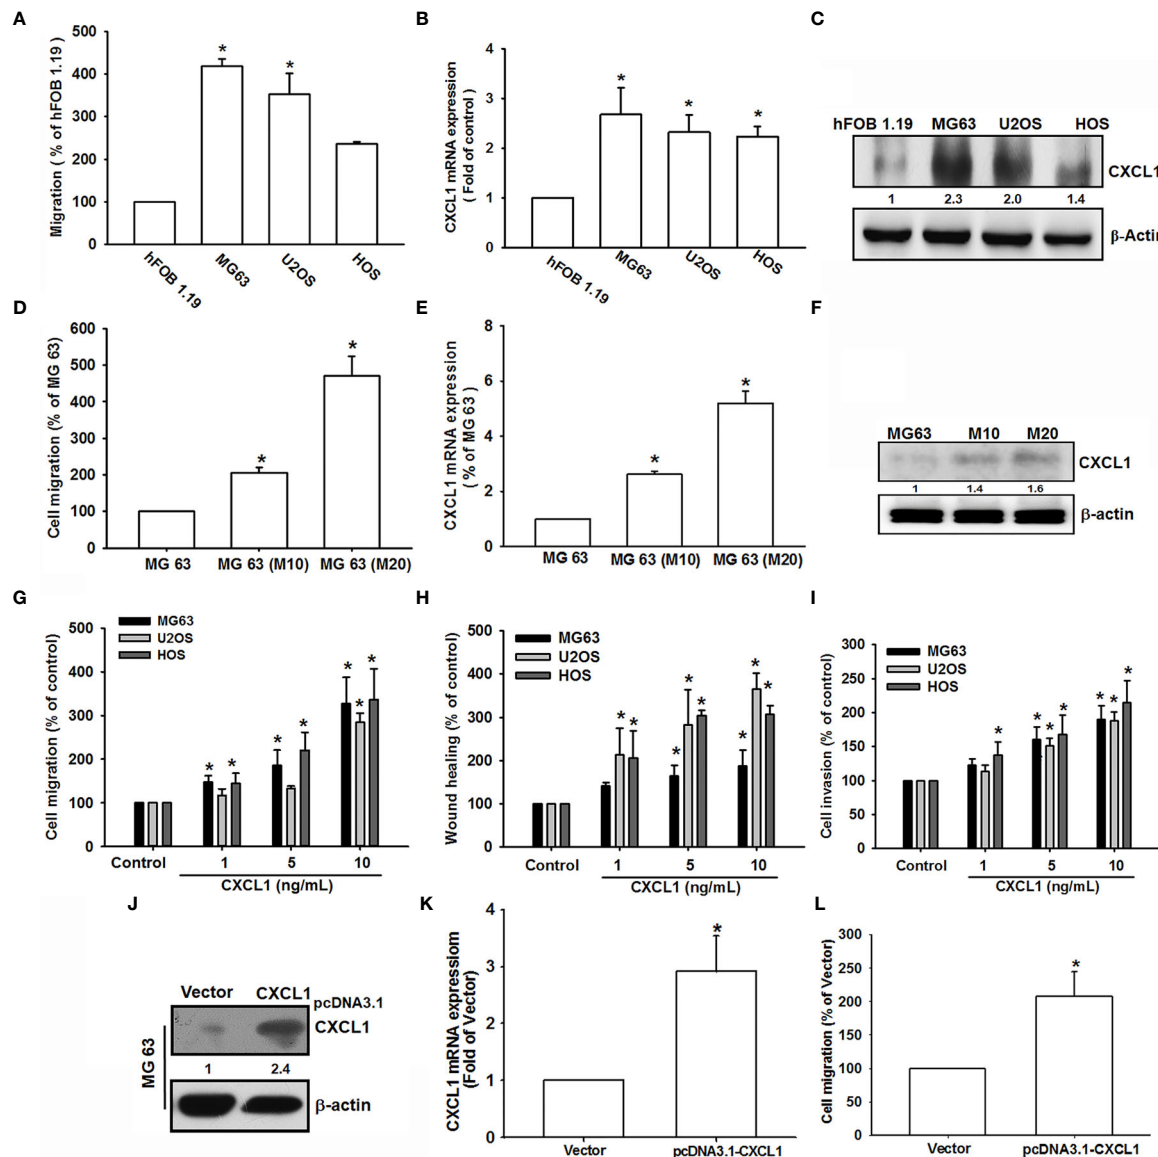 A
Migration ( % of hFOB 1.19)
500
400
300
200
100
0
*
*
hFOB 1.19
MG63
U2OS
HOS
B
CXCL1 mRNA expression
( Fold of control)
4
3
2
1
0
*
*
*
hFOB 1.19
MG63
U2OS
HOS
C
hFOB 1.19 MG63 U2OS HOS
CXCL1
1 2.3 2.0 1.4
β-Actin
D
Cell migration (% of MG 63)
600
500
400
300
200
100
0
*
*
MG 63 MG 63 (M10) MG 63 (M20)
E
CXCL1 mRNA expression
( % of MG 63 )
8
6
4
2
0
*
*
MG 63 MG 63 (M10) MG 63 (M20)
F
MG63 M10 M20
CXCL1
1 1.4 1.6
β-actin
G
Cell migration (% of control)
500
400
300
200
100
0
MG63
U2OS
HOS
* * * * * * *
Control 1 5 10
CXCL1 (ng/mL)
H
Wound healing (% of control)
500
400
300
200
100
0
MG63
U2OS
HOS
* * * * * * * *
Control 1 5 10
CXCL1 (ng/mL)
I
Cell invasion (% of control)
300
250
200
150
100
50
0
MG63
U2OS
HOS
* * * * * * *
Control 1 5 10
CXCL1 (ng/mL)
J
Vector CXCL1 pcDNA3.1
CXCL1
MG 63
1 2.4
β-actin
K
CXCL1 mRNA expressiom
(Fold of Vector)
4
3
2
1
0
*
Vector pcDNA3.1-CXCL1
L
Cell migration (% of Vector)
300
250
200
150
100
50
0
*
Vector pcDNA3.1-CXCL1